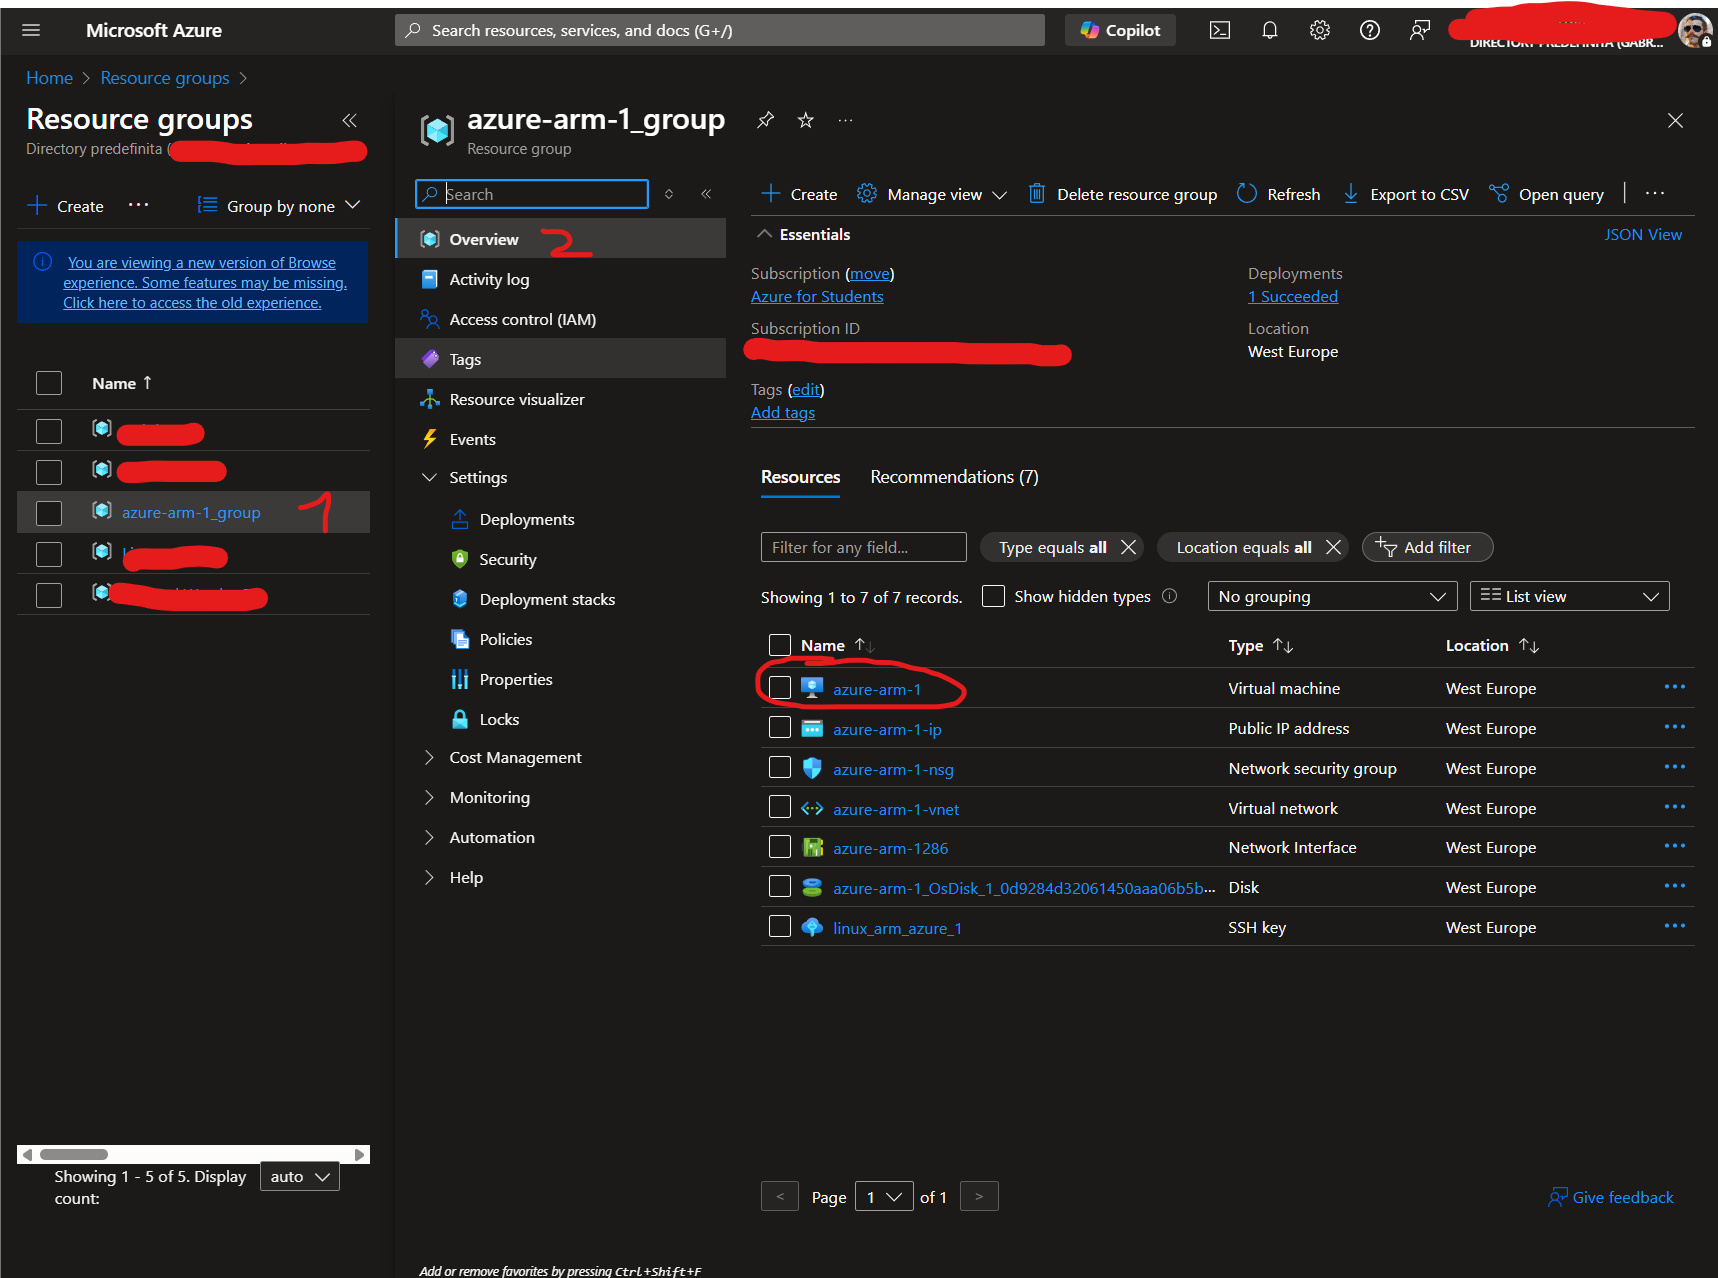 Microsoft Azure
Search resources, services, and docs (G+/)
Copilot
Home > Resource groups >
Resource groups
Directory predefinita (
Create
Group by none
You are viewing a new version of Browse
experience. Some features may be missing.
Click here to access the old experience.
Name ↑
azure-arm-1_group
1
Showing 1 - 5 of 5. Display
count:
auto
azure-arm-1_group
Resource group
Search
Overview
2
Activity log
Access control (IAM)
Tags
Resource visualizer
Events
Settings
Deployments
Security
Deployment stacks
Policies
Properties
Locks
Cost Management
Monitoring
Automation
Help
Add or remove favorites by pressing Ctrl+Shift+F
Create
Manage view
Delete resource group
Refresh
Export to CSV
Open query
Essentials
JSON View
Subscription (move)
Azure for Students
Subscription ID
Deployments
1 Succeeded
Location
West Europe
Tags (edit)
Add tags
Resources
Recommendations (7)
Filter for any field...
Type equals all
Location equals all
Add filter
Showing 1 to 7 of 7 records.
Show hidden types
No grouping
List view
Name ↑↓ Type ↑↓ Location ↑↓
azure-arm-1 Virtual machine West Europe
azure-arm-1-ip Public IP address West Europe
azure-arm-1-nsg Network security group West Europe
azure-arm-1-vnet Virtual network West Europe
azure-arm-1286 Network Interface West Europe
azure-arm-1_OsDisk_1_0d9284d32061450aaa06b5b... Disk West Europe
linux_arm_azure_1 SSH key West Europe
< Page 1 of 1 >
Give feedback